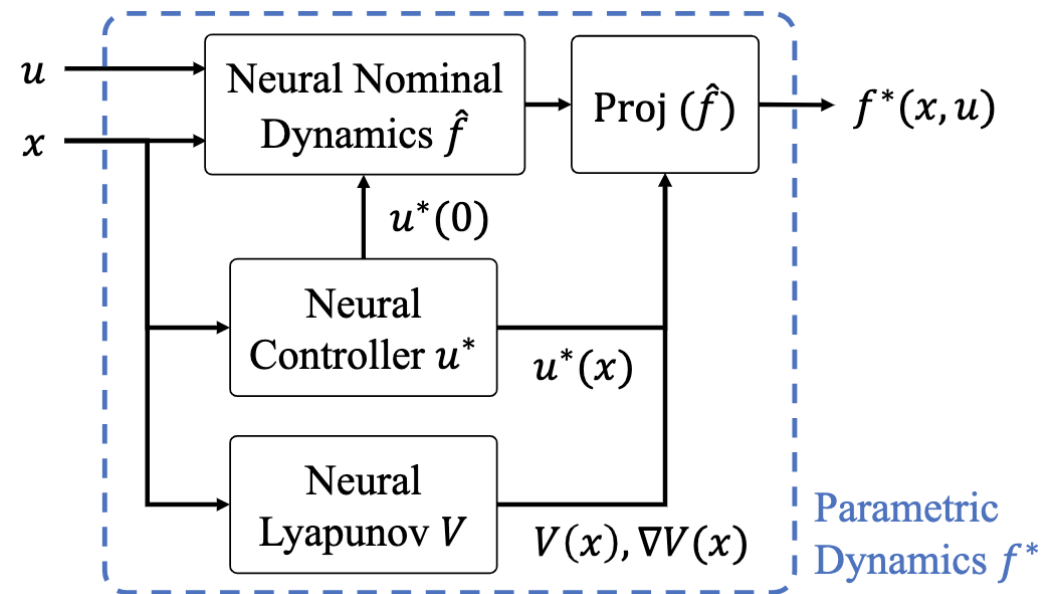 u
x
Neural Nominal
Dynamics f̂
Proj (f̂)
f*(x, u)
u*(0)
Neural
Controller u*
u*(x)
Neural
Lyapunov V
V(x), ∇V(x)
Parametric
Dynamics f*